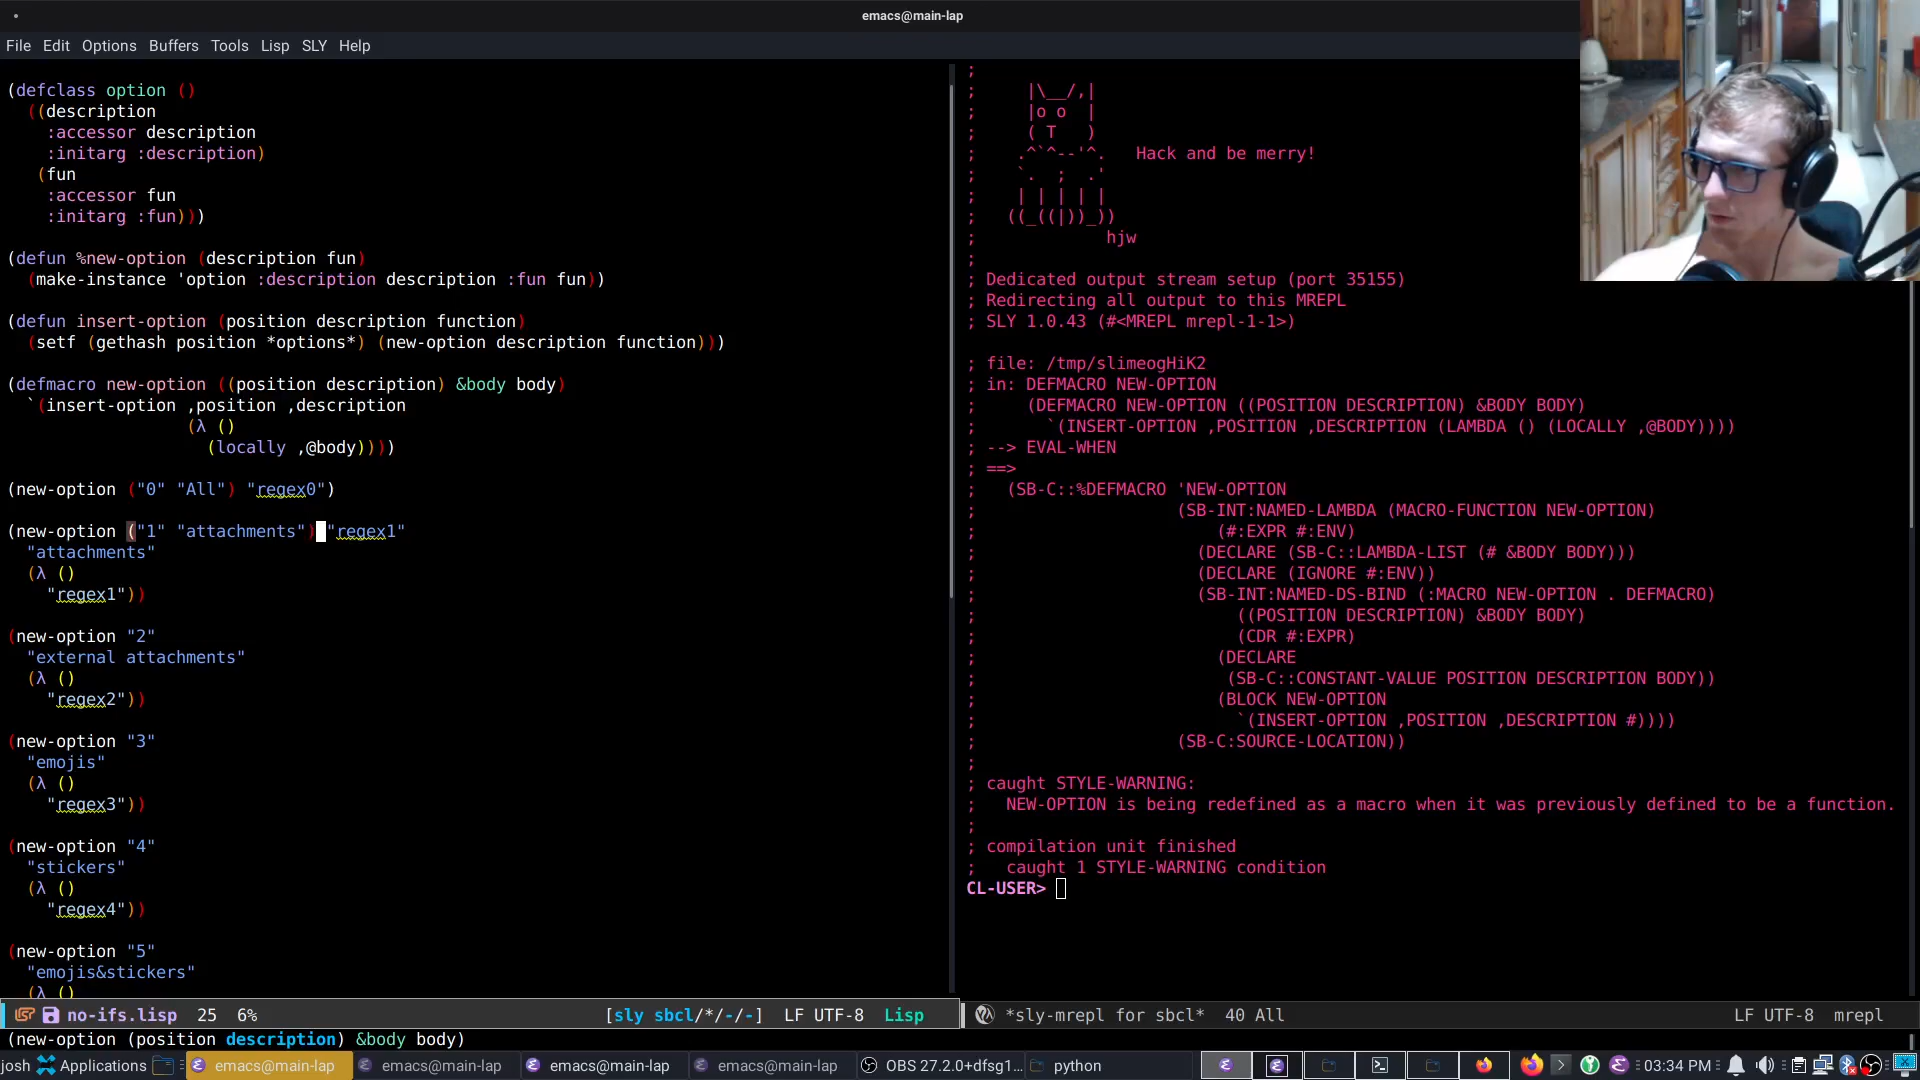 emacs@main-lap
File Edit Options Buffers Tools Lisp SLY Help
(defclass option ()
((description
:accessor description
:initarg :description)
(fun
:accessor fun
:initarg :fun)))
(defun %new-option (description fun)
(make-instance 'option :description description :fun fun))
(defun insert-option (position description function)
(setf (gethash position *options*) (new-option description function)))
(defmacro new-option ((position description) &body body)
`(insert-option ,position ,description
(λ ()
(locally ,@body))))
(new-option ("0" "All") "regex0")
(new-option ("1" "attachments") "regex1"
"attachments"
(λ ()
"regex1"))
(new-option "2"
"external attachments"
(λ ()
"regex2"))
(new-option "3"
"emojis"
(λ ()
"regex3"))
(new-option "4"
"stickers"
(λ ()
"regex4"))
(new-option "5"
"emojis&stickers"
(λ ()
no-ifs.lisp 25 6% [sly sbcl/*/-/-] LF UTF-8 Lisp
(new-option (position description) &body body)
;
; |\__/,|
; |o o |
; ( T )
; .^`^--'^. Hack and be merry!
; `. ; .'
; | | | | |
; ((_((|))_))
; hjw
;
; Dedicated output stream setup (port 35155)
; Redirecting all output to this MREPL
; SLY 1.0.43 (#<MREPL mrepl-1-1>)
; file: /tmp/slimeogHiK2
; in: DEFMACRO NEW-OPTION
; (DEFMACRO NEW-OPTION ((POSITION DESCRIPTION) &BODY BODY)
; `(INSERT-OPTION ,POSITION ,DESCRIPTION (LAMBDA () (LOCALLY ,@BODY))))
; --> EVAL-WHEN
; ==>
; (SB-C::%DEFMACRO 'NEW-OPTION
; (SB-INT:NAMED-LAMBDA (MACRO-FUNCTION NEW-OPTION)
; (#:EXPR #:ENV)
; (DECLARE (SB-C::LAMBDA-LIST (# &BODY BODY)))
; (DECLARE (IGNORE #:ENV))
; (SB-INT:NAMED-DS-BIND (:MACRO NEW-OPTION . DEFMACRO)
; ((POSITION DESCRIPTION) &BODY BODY)
; (CDR #:EXPR)
; (DECLARE
; (SB-C::CONSTANT-VALUE POSITION DESCRIPTION BODY))
; (BLOCK NEW-OPTION
; `(INSERT-OPTION ,POSITION ,DESCRIPTION #))))
; (SB-C:SOURCE-LOCATION))
;
; caught STYLE-WARNING:
; NEW-OPTION is being redefined as a macro when it was previously defined to be a function.
;
; compilation unit finished
; caught 1 STYLE-WARNING condition
CL-USER>
*sly-mrepl for sbcl* 40 All LF UTF-8 mrepl
josh Applications emacs@main-lap emacs@main-lap emacs@main-lap emacs@main-lap OBS 27.2.0+dfsg1... python 03:34 PM